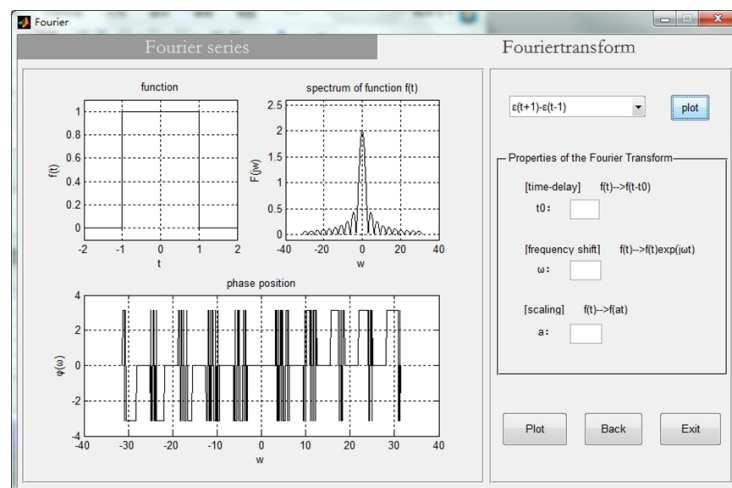 Fourier
Fourier series
Fouriertransform
function
1
0.8
0.6
0.4
0.2
0
f(t)
-2 -1 0 1 2
t
spectrum of function f(t)
2.5
2
1.5
1
0.5
0
F(jw)
-40 -20 0 20 40
w
phase position
4
2
0
-2
-4
φ(ω)
-40 -30 -20 -10 0 10 20 30 40
w
ε(t+1)-ε(t-1)
plot
Properties of the Fourier Transform
[time-delay] f(t)-->f(t-t0)
t0:
[frequency shift] f(t)-->f(t)exp(jωt)
ω:
[scaling] f(t)-->f(at)
a:
Plot Back Exit